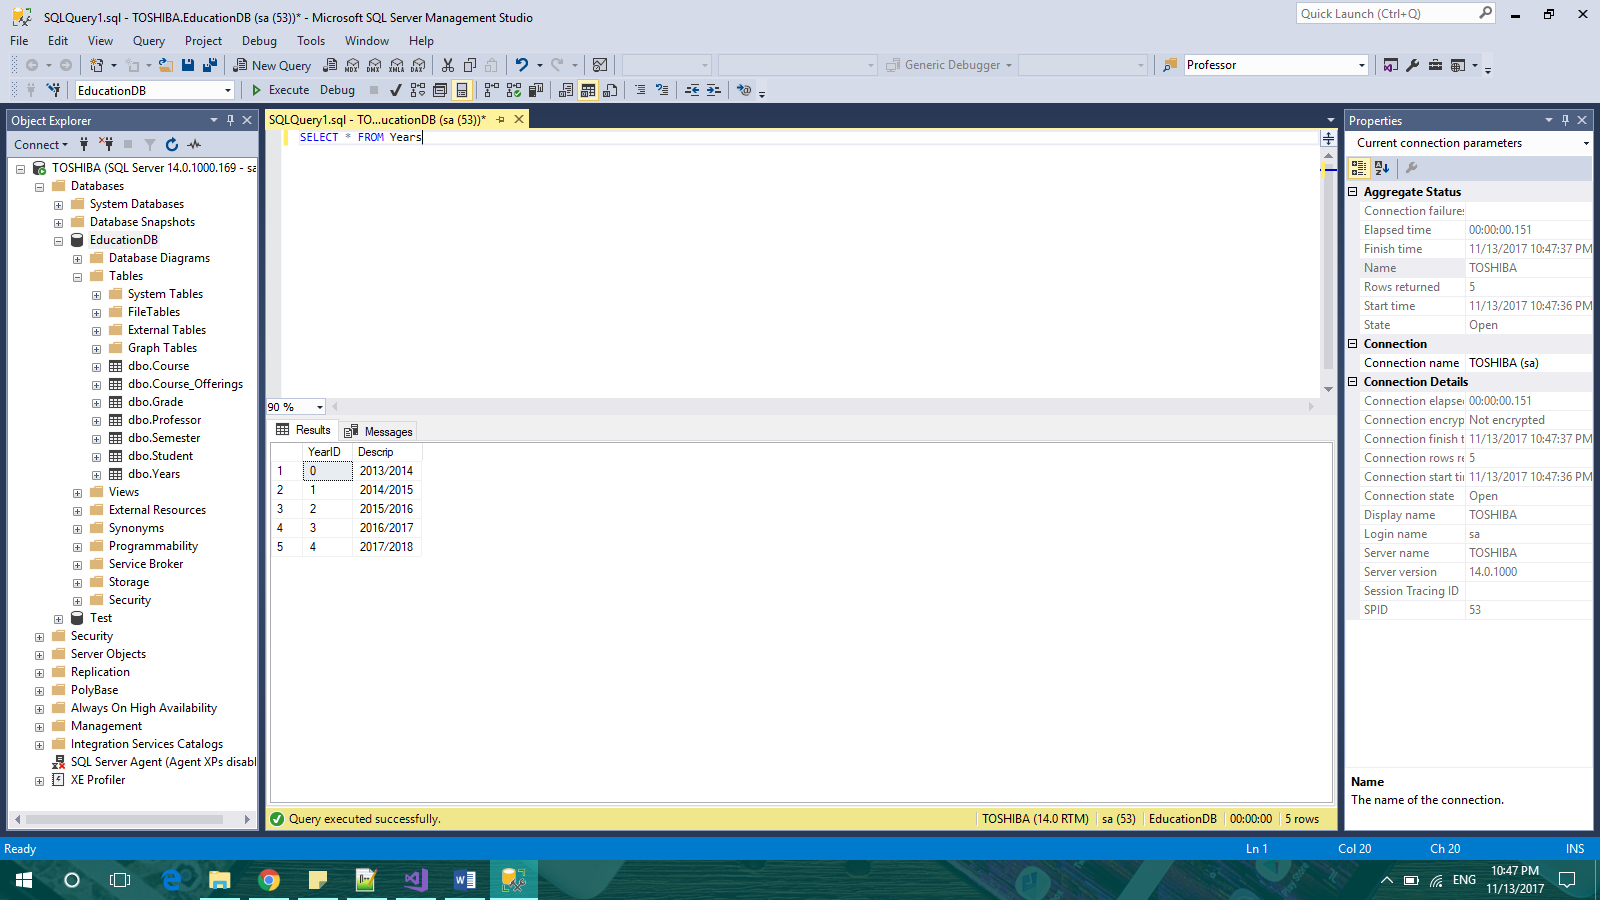 SQLQuery1.sql - TOSHIBA.EducationDB (sa (53))* - Microsoft SQL Server Management Studio
Quick Launch (Ctrl+Q)
File Edit View Query Project Debug Tools Window Help
New Query MDX DMX XMLA DAX Generic Debugger Professor
EducationDB Execute Debug
Object Explorer
Connect
TOSHIBA (SQL Server 14.0.1000.169 - sa
Databases
System Databases
Database Snapshots
EducationDB
Database Diagrams
Tables
System Tables
FileTables
External Tables
Graph Tables
dbo.Course
dbo.Course_Offerings
dbo.Grade
dbo.Professor
dbo.Semester
dbo.Student
dbo.Years
Views
External Resources
Synonyms
Programmability
Service Broker
Storage
Security
Test
Security
Server Objects
Replication
PolyBase
Always On High Availability
Management
Integration Services Catalogs
SQL Server Agent (Agent XPs disabl
XE Profiler
SQLQuery1.sql - TO...ucationDB (sa (53))*
SELECT * FROM Years
90 %
Results Messages
YearID Descrip
1 0 2013/2014
2 1 2014/2015
3 2 2015/2016
4 3 2016/2017
5 4 2017/2018
Query executed successfully. TOSHIBA (14.0 RTM) sa (53) EducationDB 00:00:00 5 rows
Properties
Current connection parameters
Aggregate Status
Connection failures
Elapsed time 00:00:00.151
Finish time 11/13/2017 10:47:37 PM
Name TOSHIBA
Rows returned 5
Start time 11/13/2017 10:47:36 PM
State Open
Connection
Connection name TOSHIBA (sa)
Connection Details
Connection elapse 00:00:00.151
Connection encryp Not encrypted
Connection finish t 11/13/2017 10:47:37 PM
Connection rows re 5
Connection start ti 11/13/2017 10:47:36 PM
Connection state Open
Display name TOSHIBA
Login name sa
Server name TOSHIBA
Server version 14.0.1000
Session Tracing ID
SPID 53
Name
The name of the connection.
Ready Ln 1 Col 20 Ch 20 INS
ENG 10:47 PM
11/13/2017